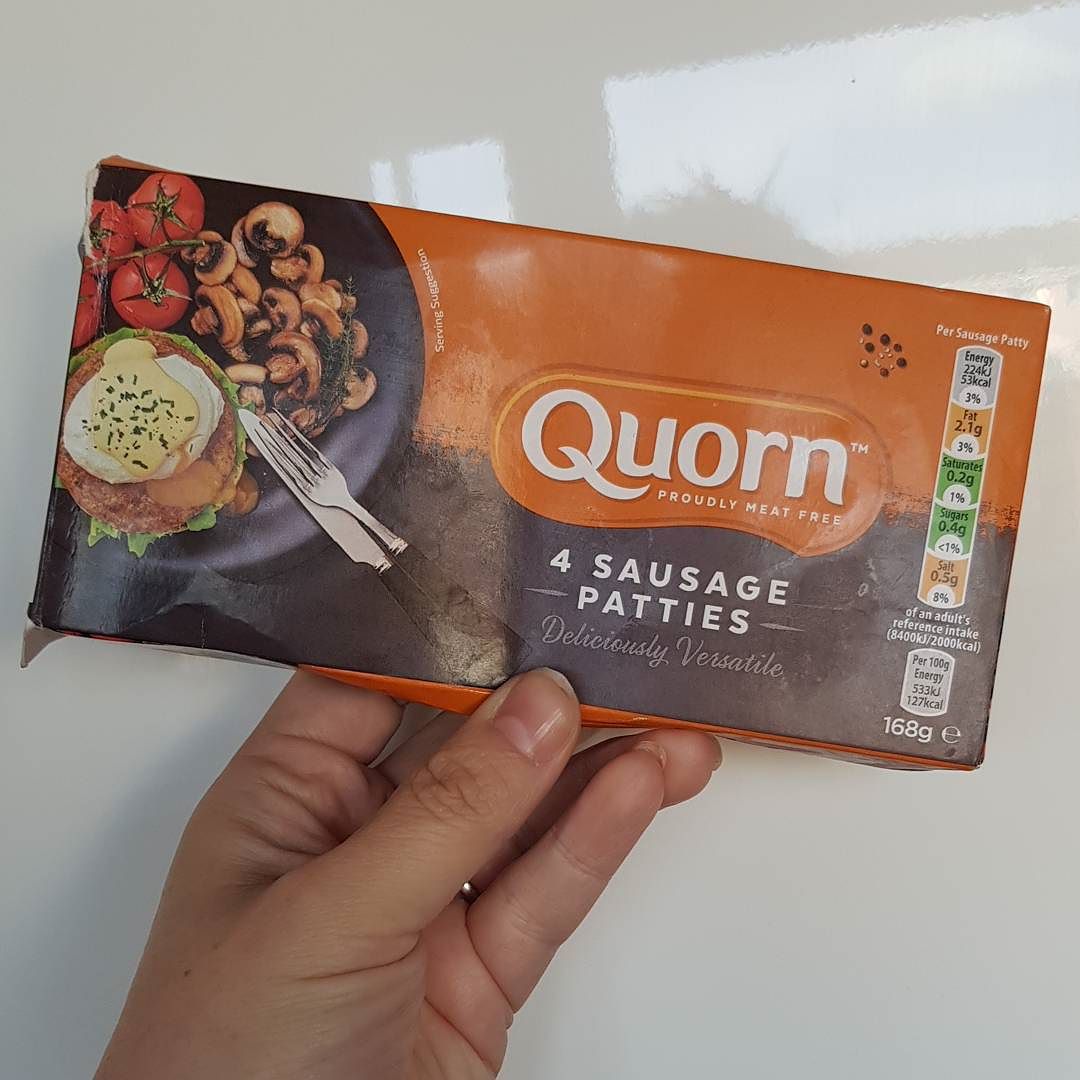 Serving Suggestion
Quorn™
PROUDLY MEAT FREE
4 SAUSAGE
PATTIES
Deliciously Versatile
Per Sausage Patty
Energy
224kJ
53kcal
3%
Fat
2.1g
3%
Saturates
0.2g
1%
Sugars
0.4g
<1%
Salt
0.5g
8%
of an adult's
reference intake
(8400kJ/2000kcal)
Per 100g
Energy
533kJ
127kcal
168g ℮